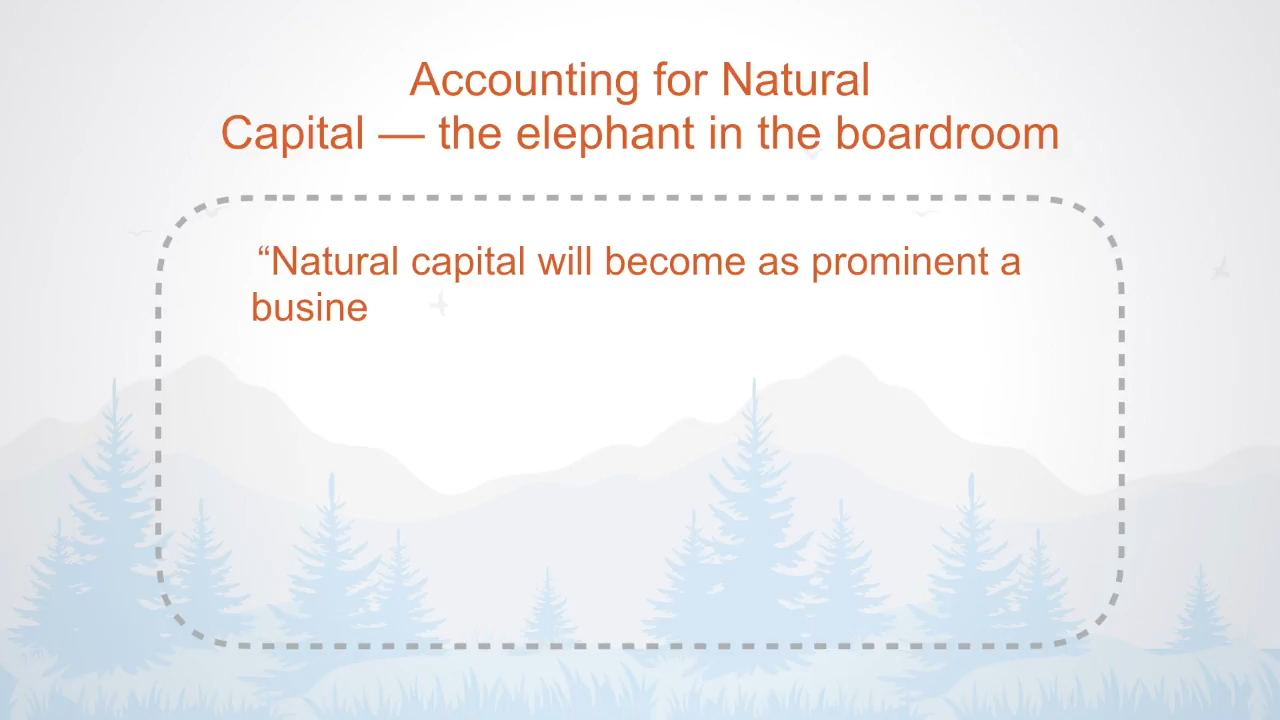 Accounting for Natural
Capital — the elephant in the boardroom
“Natural capital will become as prominent a
busine